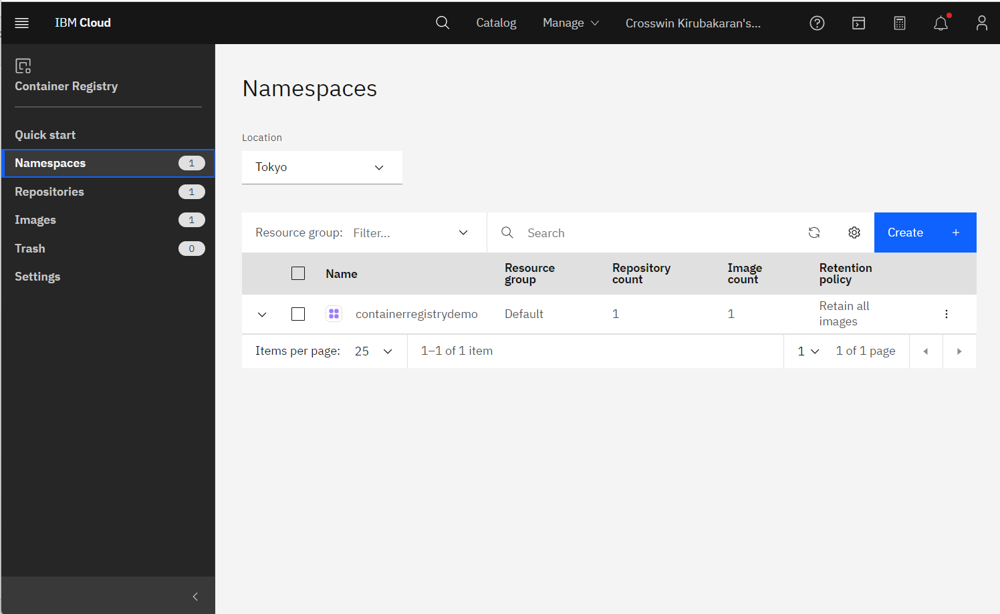 IBM Cloud
Catalog
Manage
Crosswin Kirubakaran's...
Container Registry
Quick start
Namespaces 1
Repositories 1
Images 1
Trash 0
Settings
Namespaces
Location
Tokyo
Resource group: Filter...
Search
Create +
Name
Resource
group
Repository
count
Image
count
Retention
policy
containerregistrydemo
Default
1
1
Retain all
images
Items per page: 25
1–1 of 1 item
1
1 of 1 page